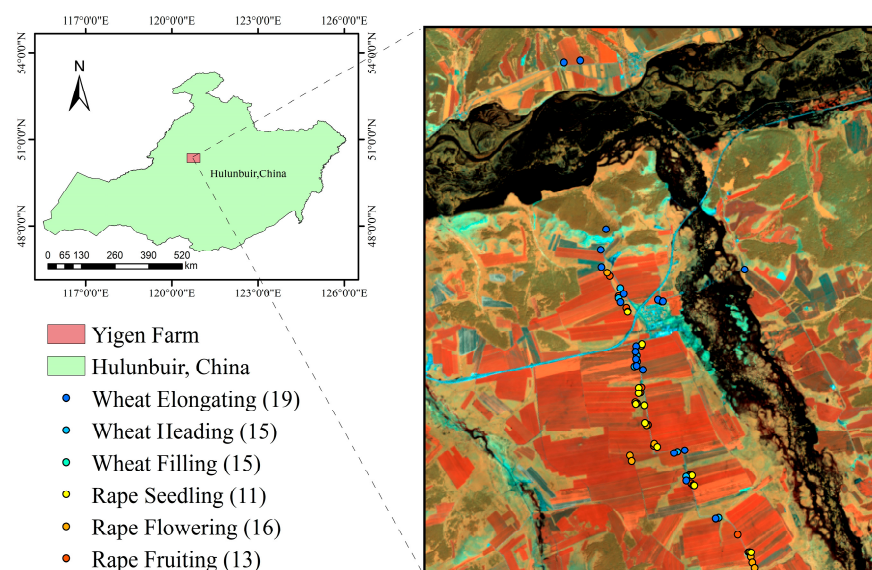 117°0'0"E 120°0'0"E 123°0'0"E 126°0'0"E
54°0'0"N
51°0'0"N
48°0'0"N
N
Hulunbuir,China
54°0'0"N
51°0'0"N
48°0'0"N
0 65 130 260 390 520
km
117°0'0"E 120°0'0"E 123°0'0"E 126°0'0"E
Yigen Farm
Hulunbuir, China
Wheat Elongating (19)
Wheat Heading (15)
Wheat Filling (15)
Rape Seedling (11)
Rape Flowering (16)
Rape Fruiting (13)